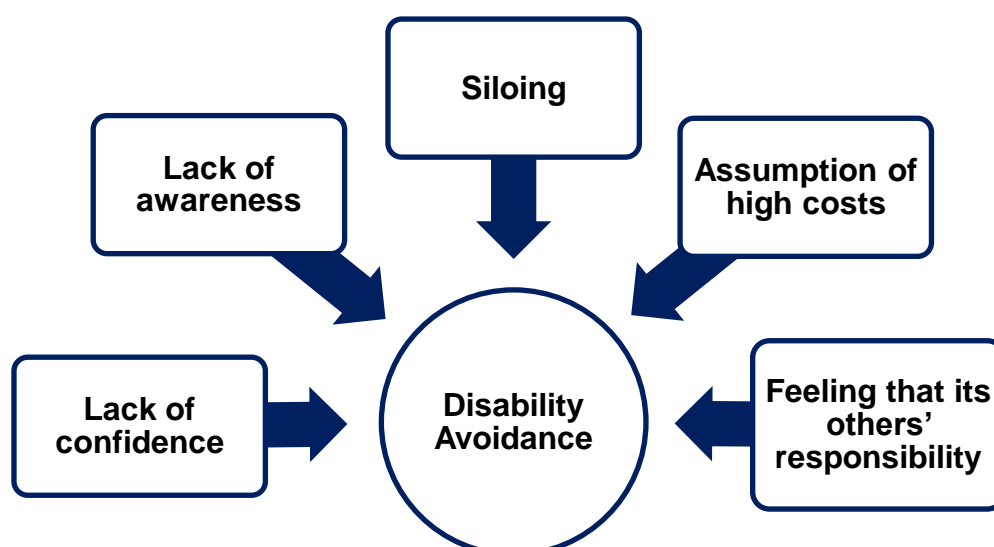 Siloing
Lack of
awareness
Assumption of
high costs
Lack of
confidence
Disability
Avoidance
Feeling that its
others’
responsibility